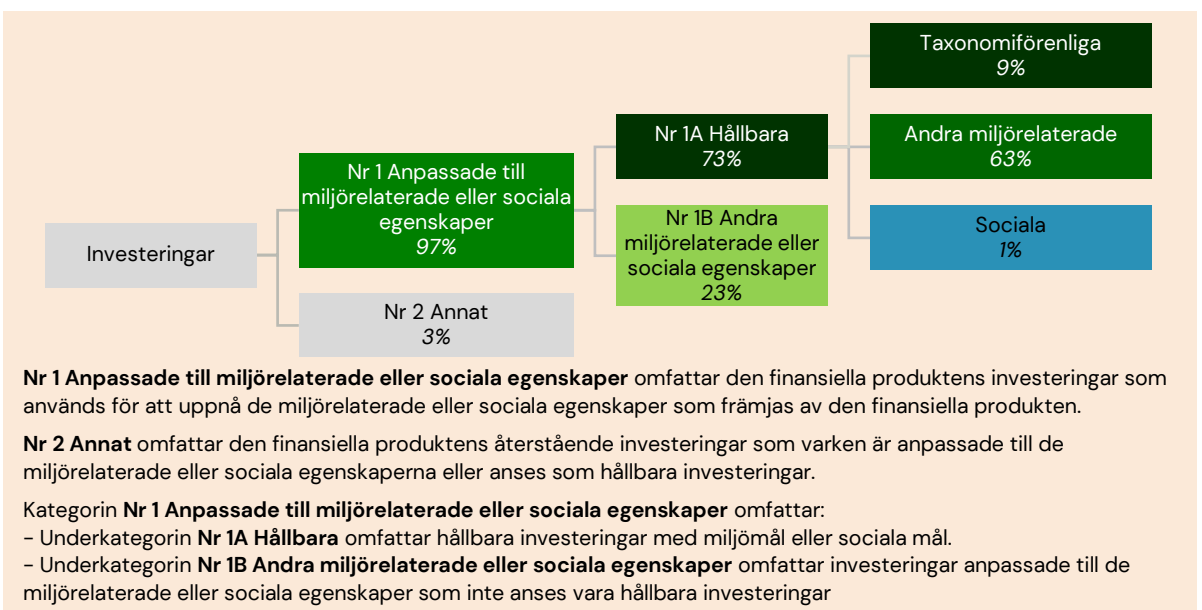 Investeringar
Nr 1 Anpassade till
miljörelaterade eller sociala
egenskaper
97%
Nr 2 Annat
3%
Nr 1A Hållbara
73%
Nr 1B Andra
miljörelaterade eller
sociala egenskaper
23%
Taxonomiförenliga
9%
Andra miljörelaterade
63%
Sociala
1%
Nr 1 Anpassade till miljörelaterade eller sociala egenskaper omfattar den finansiella produktens investeringar som
används för att uppnå de miljörelaterade eller sociala egenskaper som främjas av den finansiella produkten.
Nr 2 Annat omfattar den finansiella produktens återstående investeringar som varken är anpassade till de
miljörelaterade eller sociala egenskaperna eller anses som hållbara investeringar.
Kategorin Nr 1 Anpassade till miljörelaterade eller sociala egenskaper omfattar:
- Underkategorin Nr 1A Hållbara omfattar hållbara investeringar med miljömål eller sociala mål.
- Underkategorin Nr 1B Andra miljörelaterade eller sociala egenskaper omfattar investeringar anpassade till de
miljörelaterade eller sociala egenskaper som inte anses vara hållbara investeringar